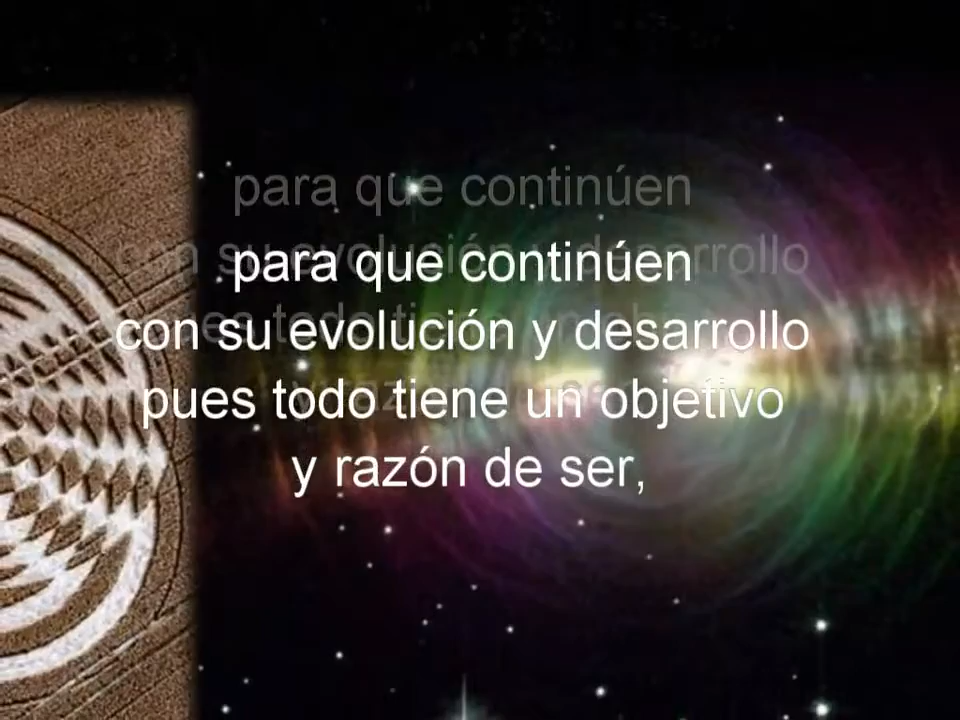 para que continúen
con su evolución y desarrollo
pues todo tiene un objetivo
y razón de ser,